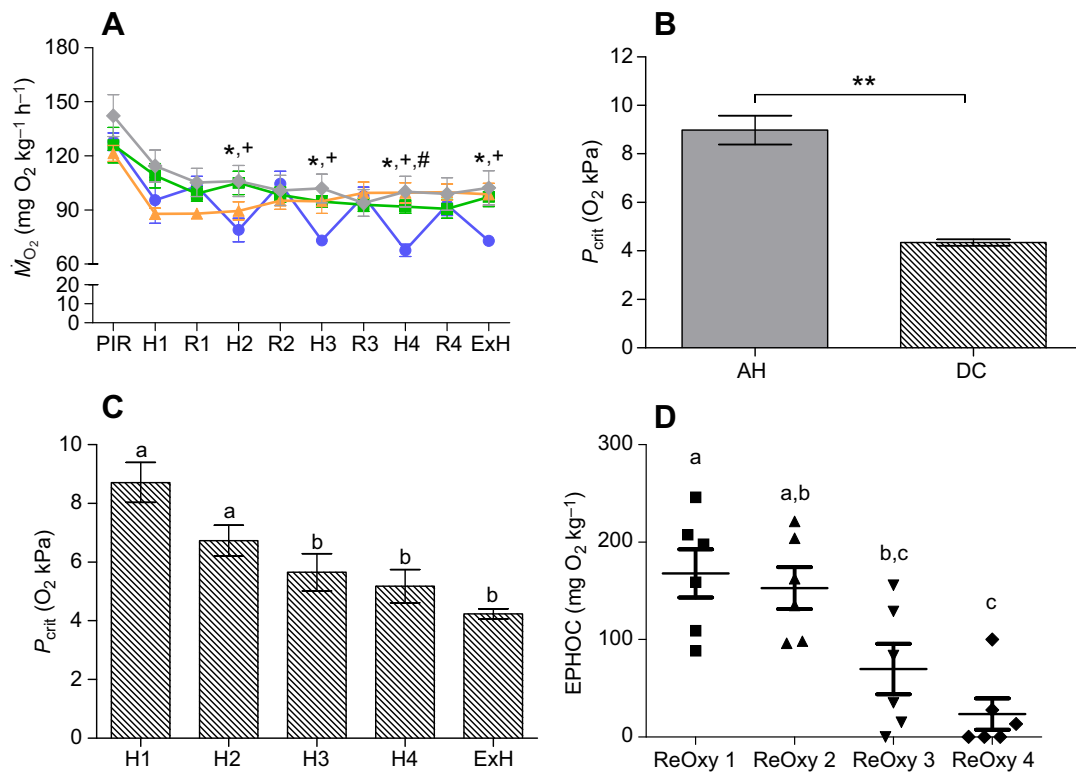 A
180
150
120
90
60
20
10
0
ṀO₂ (mg O₂ kg⁻¹ h⁻¹)
*,+
*,+
*,+,#
*,+
PIR H1 R1 H2 R2 H3 R3 H4 R4 ExH
B
12
10
8
6
4
2
0
Pcrit (O₂ kPa)
**
AH DC
C
10
8
6
4
2
0
Pcrit (O₂ kPa)
a
a
b
b
b
H1 H2 H3 H4 ExH
D
300
200
100
0
EPHOC (mg O₂ kg⁻¹)
a
a,b
b,c
c
ReOxy 1 ReOxy 2 ReOxy 3 ReOxy 4